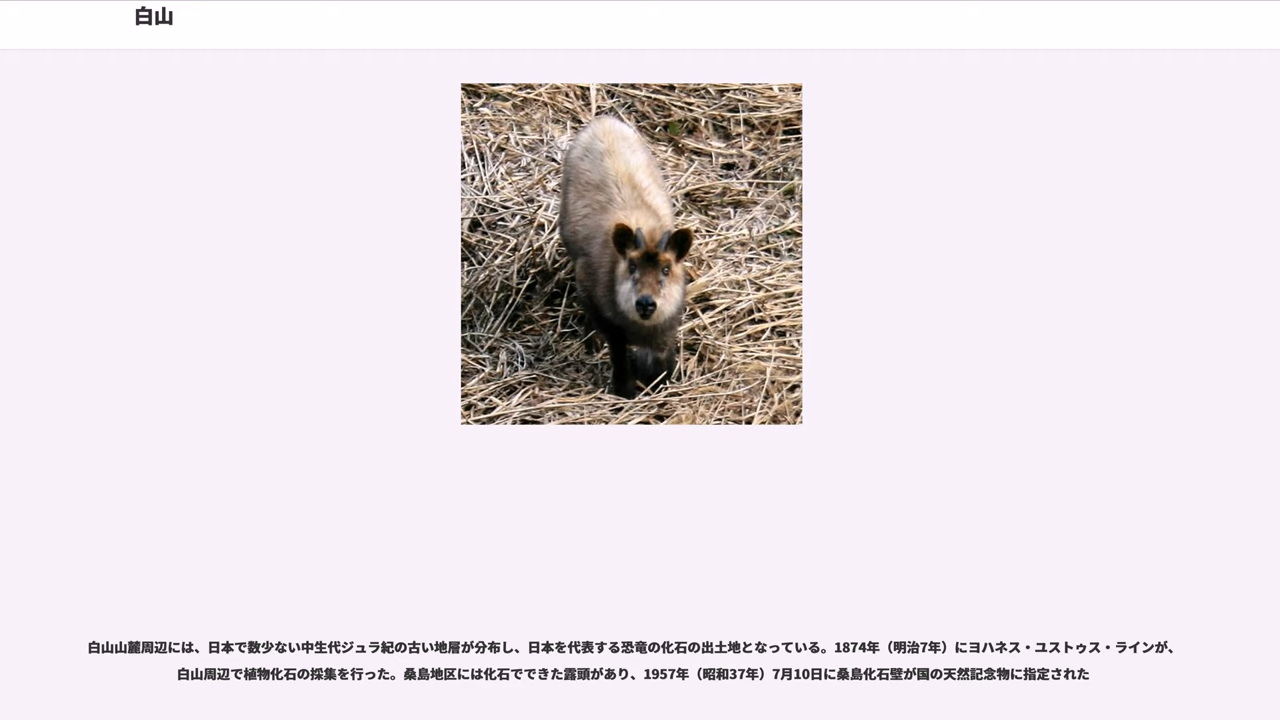 白山
白山山麓周辺には、日本で数少ない中生代ジュラ紀の古い地層が分布し、日本を代表する恐竜の化石の出土地となっている。1874年（明治7年）にヨハネス・ユストゥス・ラインが、
白山周辺で植物化石の採集を行った。桑島地区には化石でできた露頭があり、1957年（昭和37年）7月10日に桑島化石壁が国の天然記念物に指定された